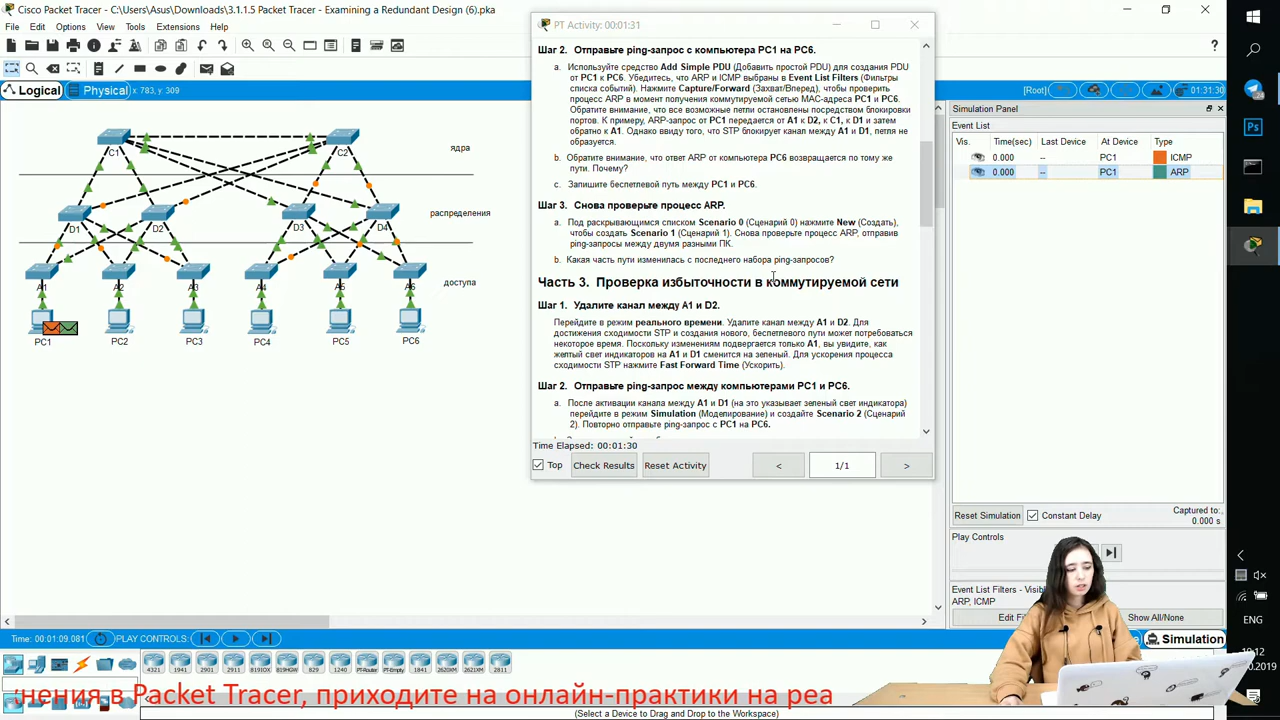 Cisco Packet Tracer - C:\Users\Asus\Downloads\3.1.1.5 Packet Tracer - Examining a Redundant Design (6).pka
File Edit Options View Tools Extensions Help
Logical
Physical
x: 783, y: 309
[Root]
01:31:30
C1
C2
ядра
распределения
доступа
D1
D2
D3
D4
A1
A2
A3
A4
A5
A6
PC1
PC2
PC3
PC4
PC5
PC6
PT Activity: 00:01:31
Шаг 2. Отправьте ping-запрос с компьютера PC1 на PC6.
a. Используйте средство Add Simple PDU (Добавить простой PDU) для создания PDU
от PC1 к PC6. Убедитесь, что ARP и ICMP выбраны в Event List Filters (Фильтры
списка событий). Нажмите Capture/Forward (Захват/Вперед), чтобы проверить
процесс ARP в момент получения коммутируемой сетью MAC-адреса PC1 и PC6.
Обратите внимание, что все возможные петли остановлены посредством блокировки
портов. К примеру, ARP-запрос от PC1 передается от A1 к D2, к C1, к D1 и затем
обратно к A1. Однако ввиду того, что STP блокирует канал между A1 и D1, петля не
образуется.
b. Обратите внимание, что ответ ARP от компьютера PC6 возвращается по тому же
пути. Почему?
c. Запишите беспетлевой путь между PC1 и PC6.
Шаг 3. Снова проверьте процесс ARP.
a. Под раскрывающимся списком Scenario 0 (Сценарий 0) нажмите New (Создать),
чтобы создать Scenario 1 (Сценарий 1). Снова проверьте процесс ARP, отправив
ping-запросы между двумя разными ПК.
b. Какая часть пути изменилась с последнего набора ping-запросов?
Часть 3. Проверка избыточности в коммутируемой сети
Шаг 1. Удалите канал между A1 и D2.
Перейдите в режим реального времени. Удалите канал между A1 и D2. Для
достижения сходимости STP и создания нового, беспетлевого пути может потребоваться
некоторое время. Поскольку изменениям подвергается только A1, вы увидите, как
желтый свет индикаторов на A1 и D1 сменится на зеленый. Для ускорения процесса
сходимости STP нажмите Fast Forward Time (Ускорить).
Шаг 2. Отправьте ping-запрос между компьютерами PC1 и PC6.
a. После активации канала между A1 и D1 (на это указывает зеленый свет индикатора)
перейдите в режим Simulation (Моделирование) и создайте Scenario 2 (Сценарий
2). Повторно отправьте ping-запрос с PC1 на PC6.
Time Elapsed: 00:01:30
Top
Check Results
Reset Activity
<
1/1
>
Simulation Panel
Event List
Vis. Time(sec) Last Device At Device Type
0.000 -- PC1 ICMP
0.000 -- PC1 ARP
Reset Simulation
Constant Delay
Captured to:
0.000 s
Play Controls
Event List Filters - Visibl
ARP, ICMP
Edit Fi
Show All/None
Time: 00:01:09.081
PLAY CONTROLS:
Simulation
4321
1941
2901
2911
819IOX
819HGW
829
1240
PT-Router
PT-Empty
1841
2620XM
2621XM
2811
нения в Packet Tracer, приходите на онлайн-практики на реа
(Select a Device to Drag and Drop to the Workspace)
ENG